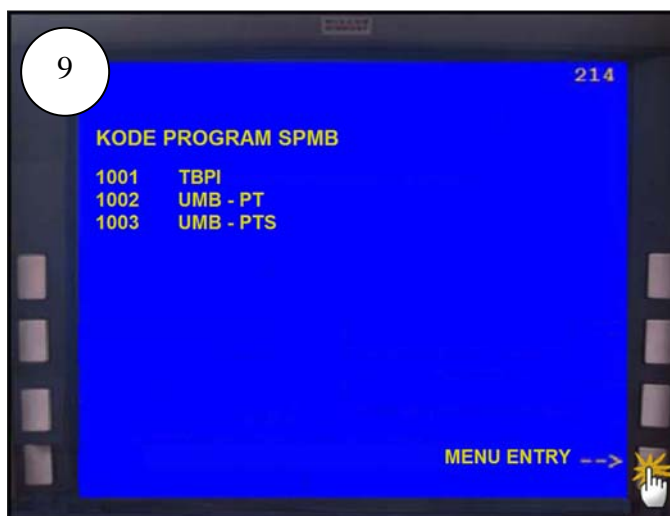 9
214
KODE PROGRAM SPMB
1001 TBPI
1002 UMB - PT
1003 UMB - PTS
MENU ENTRY -->